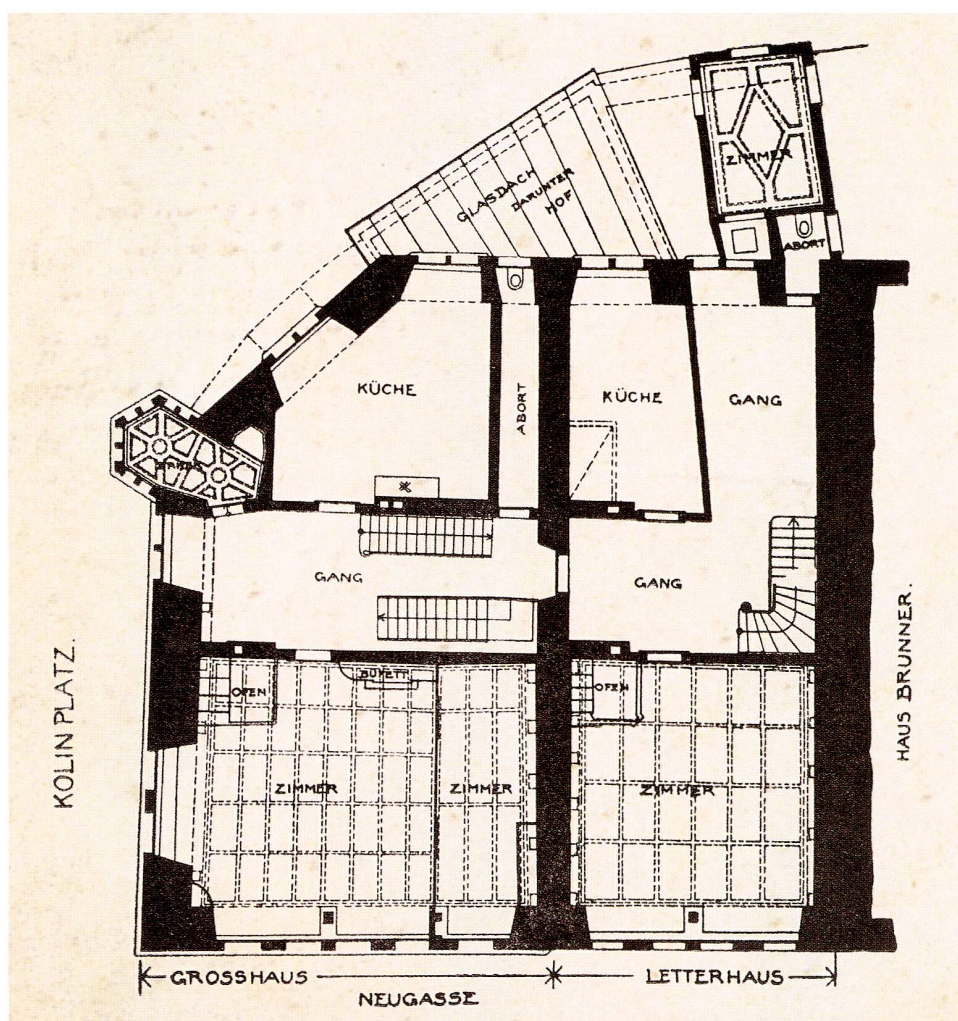 ZIMMER
GLASDACH
DARUNTER
HOF
ABORT
KÜCHE
ABORT
KÜCHE
GANG
GANG
GANG
OFEN
BUFETT
OFEN
ZIMMER
ZIMMER
ZIMMER
KOLIN PLATZ.
HAUS BRUNNER.
GROSSHAUS
LETTERHAUS
NEUGASSE